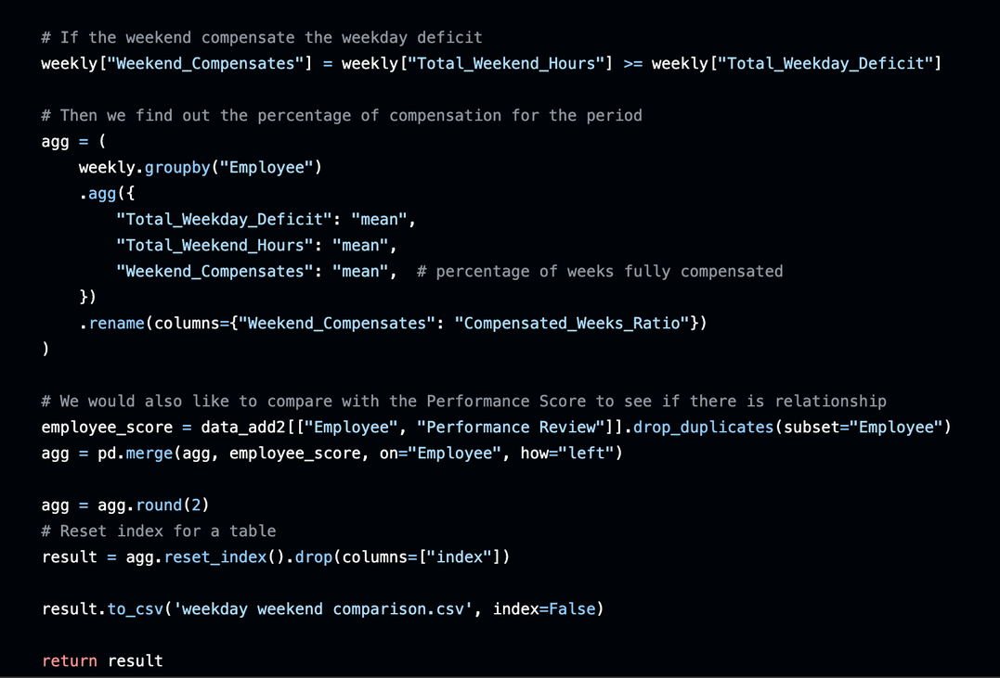 # If the weekend compensate the weekday deficit
weekly["Weekend_Compensates"] = weekly["Total_Weekend_Hours"] >= weekly["Total_Weekday_Deficit"]
# Then we find out the percentage of compensation for the period
agg = (
    weekly.groupby("Employee")
    .agg({
        "Total_Weekday_Deficit": "mean",
        "Total_Weekend_Hours": "mean",
        "Weekend_Compensates": "mean",  # percentage of weeks fully compensated
    })
    .rename(columns={"Weekend_Compensates": "Compensated_Weeks_Ratio"})
)
# We would also like to compare with the Performance Score to see if there is relationship
employee_score = data_add2[["Employee", "Performance Review"]].drop_duplicates(subset="Employee")
agg = pd.merge(agg, employee_score, on="Employee", how="left")
agg = agg.round(2)
# Reset index for a table
result = agg.reset_index().drop(columns=["index"])
result.to_csv('weekday weekend comparison.csv', index=False)
return result